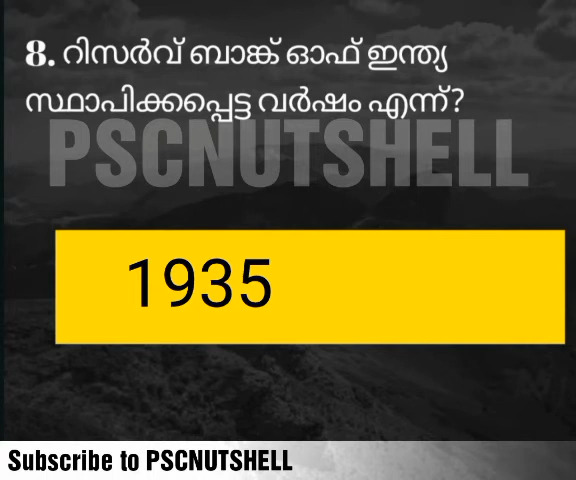 8. റിസർവ് ബാങ്ക് ഓഫ് ഇന്ത്യ
സ്ഥാപിക്കപ്പെട്ട വർഷം എന്ന്?
PSCNUTSHELL
1935
Subscribe to PSCNUTSHELL